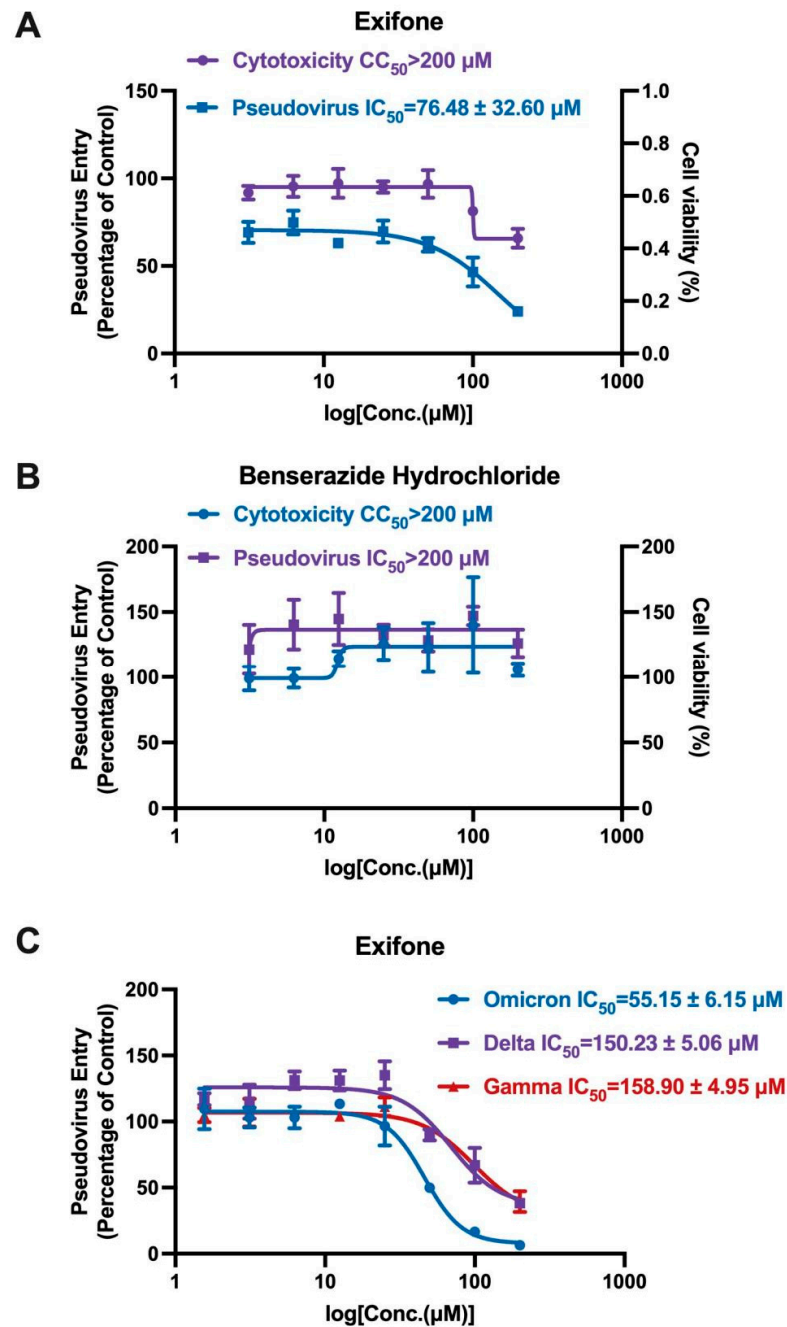 A
Exifone
Cytotoxicity CC50>200 µM
Pseudovirus IC50=76.48 ± 32.60 µM
Pseudovirus Entry
(Percentage of Control)
150
100
50
0
1.0
0.8
0.6
0.4
0.2
0.0
Cell viability (%)
1
10
100
1000
log[Conc.(µM)]
B
Benserazide Hydrochloride
Cytotoxicity CC50>200 µM
Pseudovirus IC50>200 µM
Pseudovirus Entry
(Percentage of Control)
200
150
100
50
0
200
150
100
50
0
Cell viability (%)
1
10
100
1000
log[Conc.(µM)]
C
Exifone
Omicron IC50=55.15 ± 6.15 µM
Delta IC50=150.23 ± 5.06 µM
Gamma IC50=158.90 ± 4.95 µM
Pseudovirus Entry
(Percentage of Control)
200
150
100
50
0
1
10
100
1000
log[Conc.(µM)]